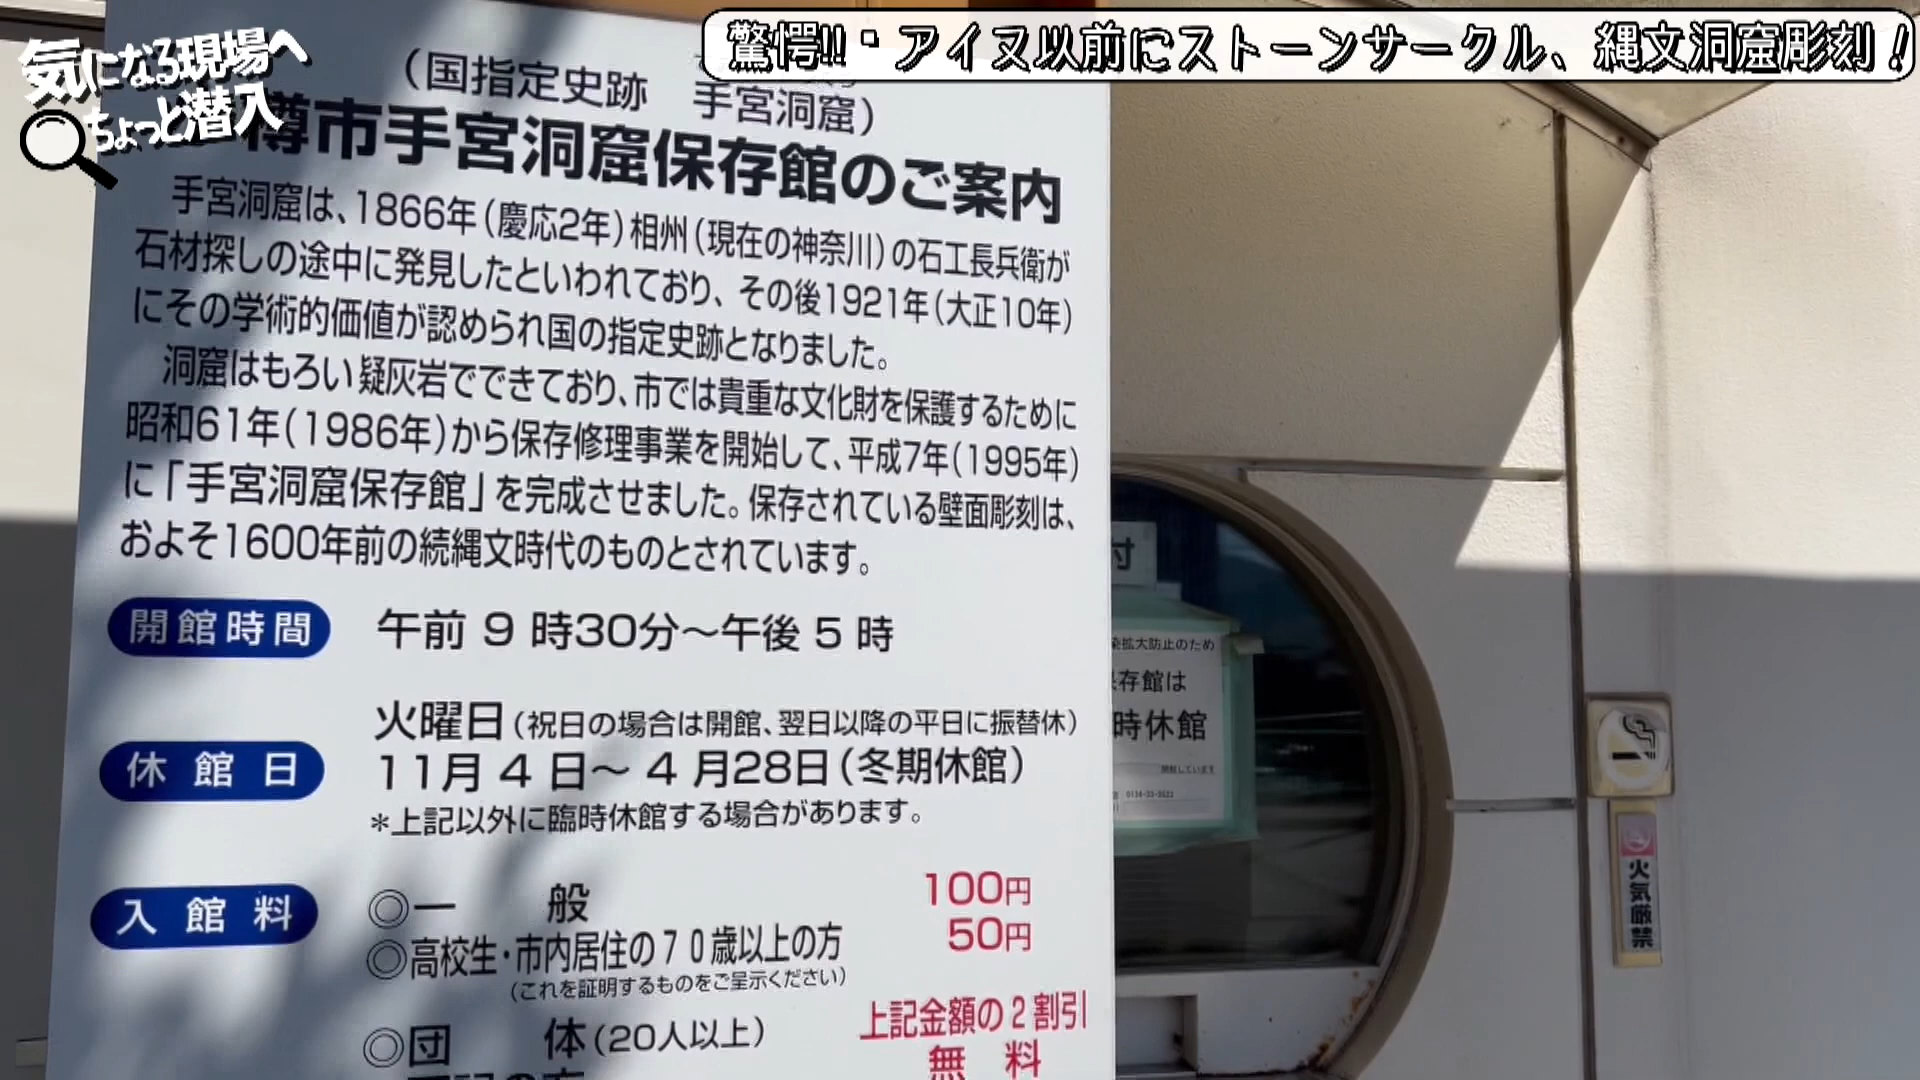 気になる現場へ
ちょっと潜入
驚愕!!・アイヌ以前にストーンサークル、縄文洞窟彫刻!
(国指定史跡 手宮洞窟)
樽市手宮洞窟保存館のご案内
手宮洞窟は、1866年(慶応2年)相州(現在の神奈川)の石工長兵衛が
石材探しの途中に発見したといわれており、その後1921年(大正10年)
にその学術的価値が認められ国の指定史跡となりました。
洞窟はもろい疑灰岩でできており、市では貴重な文化財を保護するために
昭和61年(1986年)から保存修理事業を開始して、平成7年(1995年)
に「手宮洞窟保存館」を完成させました。保存されている壁面彫刻は、
およそ1600年前の続縄文時代のものとされています。
開館時間 午前9時30分〜午後5時
休館日 火曜日(祝日の場合は開館、翌日以降の平日に振替休)
11月4日〜4月28日(冬期休館)
*上記以外に臨時休館する場合があります。
入館料 ◎一般 100円
◎高校生・市内居住の70歳以上の方 50円
(これを証明するものをご呈示ください)
◎団体(20人以上) 上記金額の2割引
無料
付
染拡大防止のため
存館は
時休館
火気厳禁